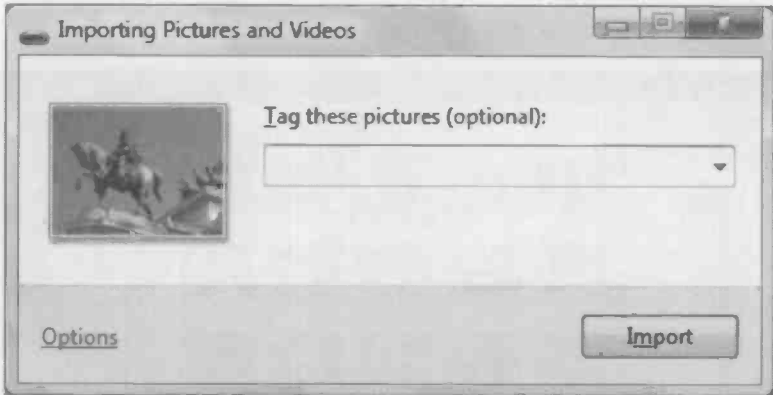 Importing Pictures and Videos
Tag these pictures (optional):
Options
Import